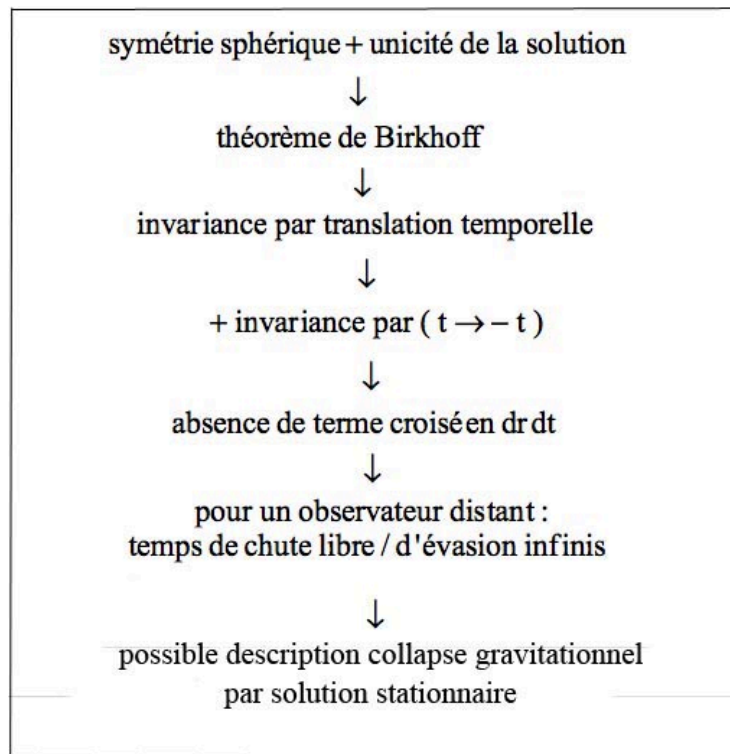 symétrie sphérique + unicité de la solution
↓
théorème de Birkhoff
↓
invariance par translation temporelle
↓
+ invariance par ( t → – t )
↓
absence de terme croisé en dr dt
↓
pour un observateur distant :
temps de chute libre / d'évasion infinis
↓
possible description collapse gravitationnel
par solution stationnaire